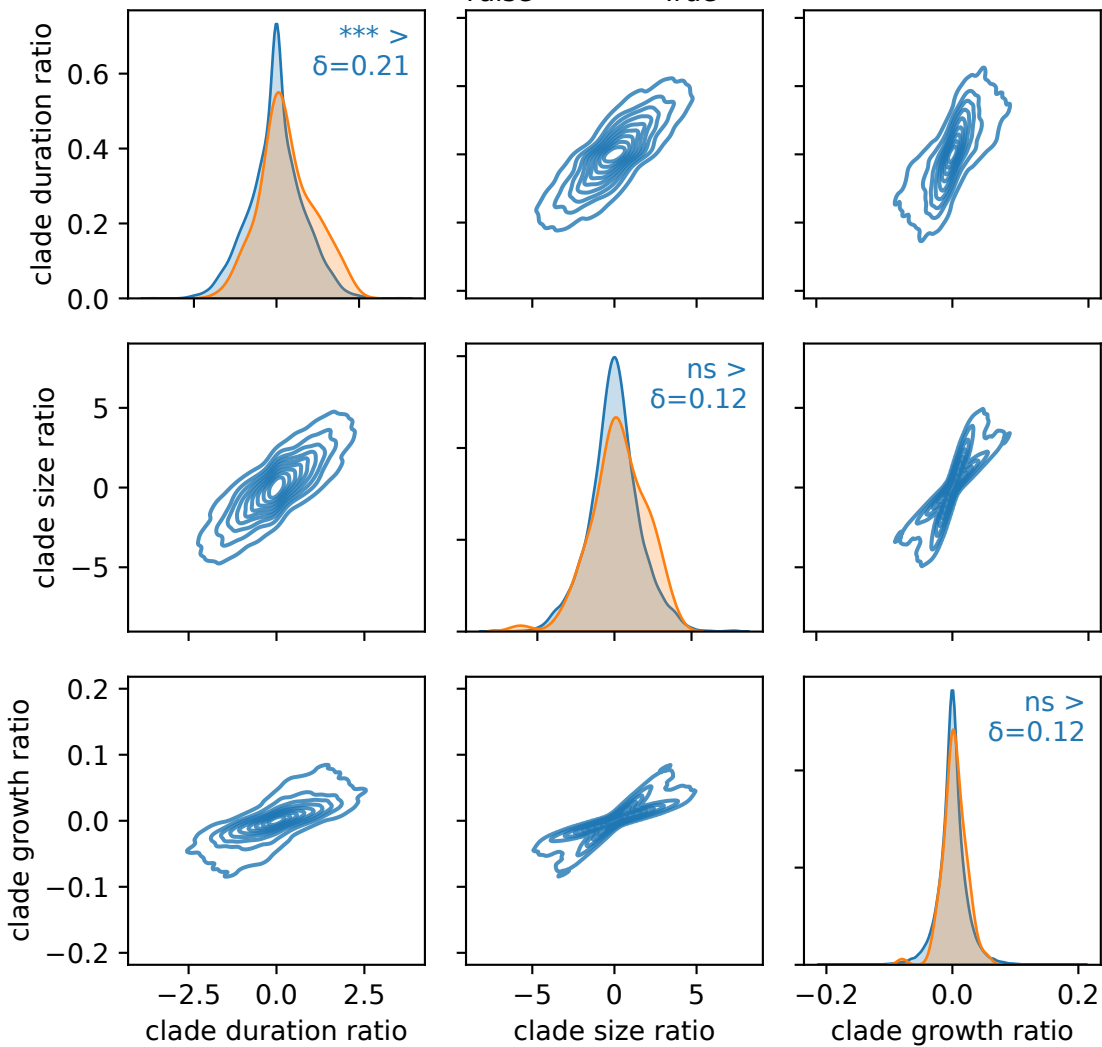 clade duration ratio
0.6
0.4
0.2
0.0
*** >
δ=0.21
clade size ratio
5
0
−5
ns >
δ=0.12
clade growth ratio
0.2
0.1
0.0
−0.1
−0.2
ns >
δ=0.12
−2.5
0.0
2.5
clade duration ratio
−5
0
5
clade size ratio
−0.2
0.0
0.2
clade growth ratio